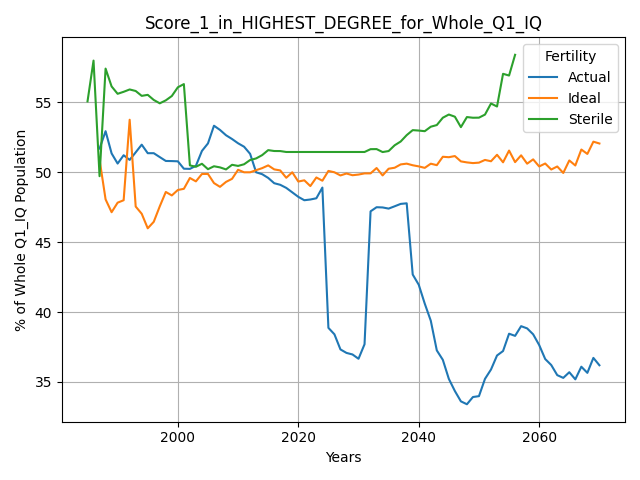 Score_1_in_HIGHEST_DEGREE_for_Whole_Q1_IQ
Fertility
Actual
Ideal
Sterile
% of Whole Q1_IQ Population
55
50
45
40
35
2000 2020 2040 2060
Years